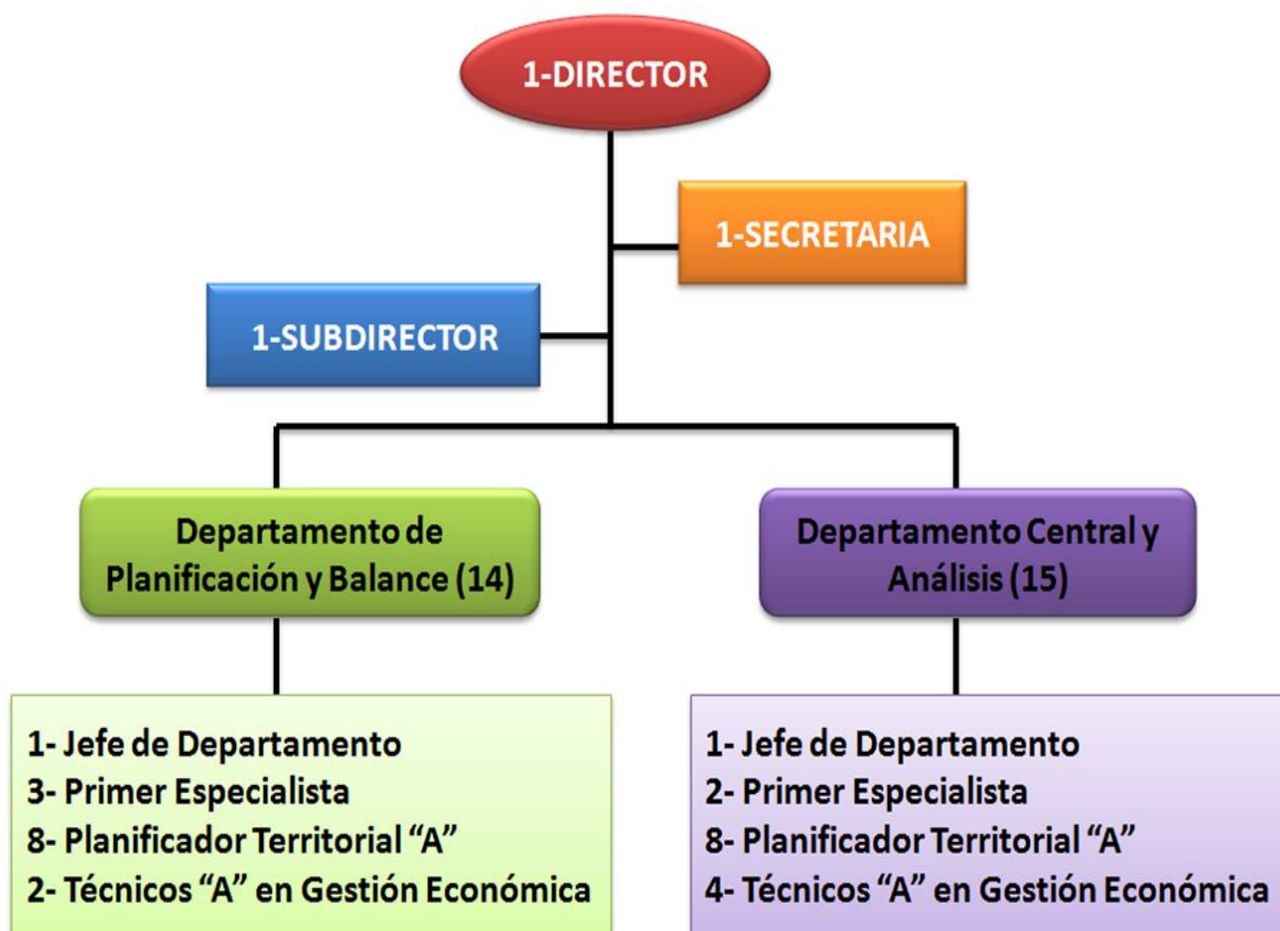 1-DIRECTOR
1-SECRETARIA
1-SUBDIRECTOR
Departamento de
Planificación y Balance (14)
Departamento Central y
Análisis (15)
1- Jefe de Departamento
3- Primer Especialista
8- Planificador Territorial “A”
2- Técnicos “A” en Gestión Económica
1- Jefe de Departamento
2- Primer Especialista
8- Planificador Territorial “A”
4- Técnicos “A” en Gestión Económica